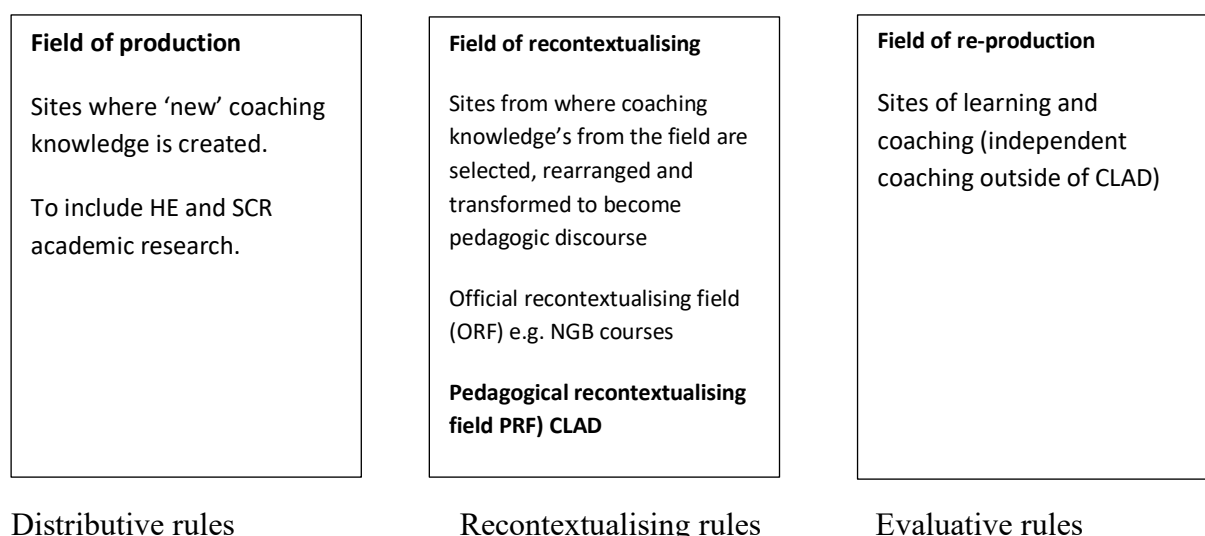 Field of production
Sites where ‘new’ coaching
knowledge is created.
To include HE and SCR
academic research.
Field of recontextualising
Sites from where coaching
knowledge’s from the field are
selected, rearranged and
transformed to become
pedagogic discourse
Official recontextualising field
(ORF) e.g. NGB courses
Pedagogical recontextualising
field PRF) CLAD
Field of re-production
Sites of learning and
coaching (independent
coaching outside of CLAD)
Distributive rules
Recontextualising rules
Evaluative rules